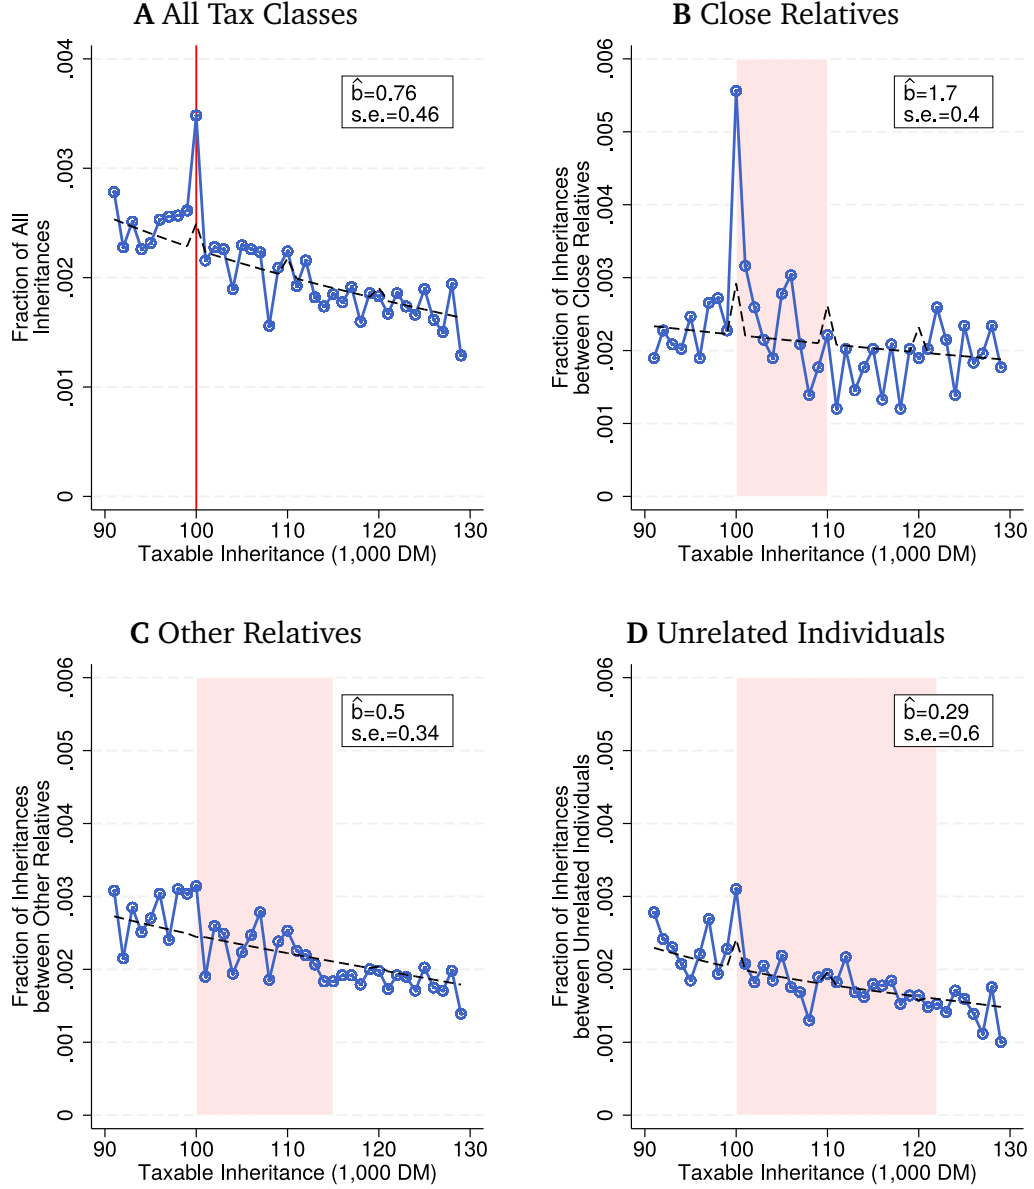 A All Tax Classes
Fraction of All
Inheritances
.004
.003
.002
.001
0
b̂=0.76
s.e.=0.46
90 100 110 120 130
Taxable Inheritance (1,000 DM)
B Close Relatives
Fraction of Inheritances
between Close Relatives
.006
.005
.004
.003
.002
.001
0
b̂=1.7
s.e.=0.4
90 100 110 120 130
Taxable Inheritance (1,000 DM)
C Other Relatives
Fraction of Inheritances
between Other Relatives
.006
.005
.004
.003
.002
.001
0
b̂=0.5
s.e.=0.34
90 100 110 120 130
Taxable Inheritance (1,000 DM)
D Unrelated Individuals
Fraction of Inheritances
between Unrelated Individuals
.006
.005
.004
.003
.002
.001
0
b̂=0.29
s.e.=0.6
90 100 110 120 130
Taxable Inheritance (1,000 DM)